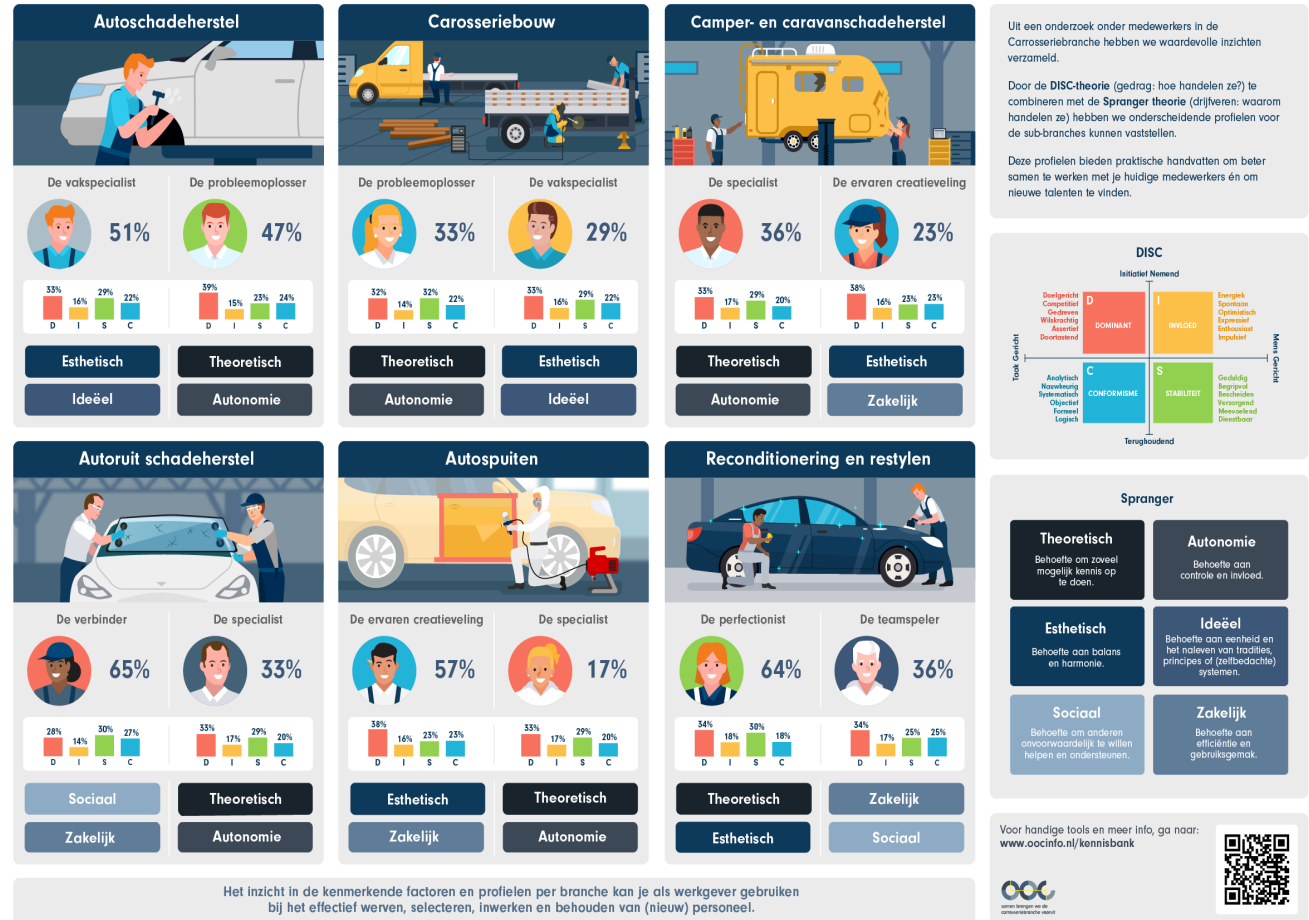 Autoschadeherstel
De vakspecialist
51%
33%
16%
29%
22%
D I S C
Esthetisch
Ideëel
De probleemoplosser
47%
39%
15%
23%
24%
D I S C
Theoretisch
Autonomie
Carosseriebouw
De probleemoplosser
33%
32%
14%
32%
22%
D I S C
Theoretisch
Autonomie
De vakspecialist
29%
33%
16%
29%
22%
D I S C
Esthetisch
Ideëel
Camper- en caravanschadeherstel
De specialist
36%
33%
17%
29%
20%
D I S C
Theoretisch
Autonomie
De ervaren creatieveling
23%
38%
16%
23%
23%
D I S C
Esthetisch
Zakelijk
Autoruit schadeherstel
De verbinder
65%
28%
14%
30%
27%
D I S C
Sociaal
Zakelijk
De specialist
33%
33%
17%
29%
20%
D I S C
Theoretisch
Autonomie
Autospuiten
De ervaren creatieveling
57%
38%
16%
23%
23%
D I S C
Esthetisch
Zakelijk
De specialist
17%
33%
17%
29%
20%
D I S C
Theoretisch
Autonomie
Reconditionering en restylen
De perfectionist
64%
34%
18%
30%
18%
D I S C
Theoretisch
Esthetisch
De teamspeler
36%
34%
17%
25%
25%
D I S C
Zakelijk
Sociaal
Het inzicht in de kenmerkende factoren en profielen per branche kan je als werkgever gebruiken
bij het effectief werven, selecteren, inwerken en behouden van (nieuw) personeel.
Uit een onderzoek onder medewerkers in de
Carrosseriebranche hebben we waardevolle inzichten
verzameld.
Door de DISC-theorie (gedrag: hoe handelen ze?) te
combineren met de Spranger theorie (drijfveren: waarom
handelen ze) hebben we onderscheidende profielen voor
de sub-branches kunnen vaststellen.
Deze profielen bieden praktische handvatten om beter
samen te werken met je huidige medewerkers én om
nieuwe talenten te vinden.
DISC
Initiatief Nemend
Doelgericht
Competitief
Gedreven
Wilskrachtig
Assertief
Doortastend
D
DOMINANT
I
INVLOED
Energiek
Spontaan
Optimistisch
Expressief
Enthousiast
Impulsief
Taak Gericht
Mens Gericht
Analytisch
Nauwkeurig
Systematisch
Objectief
Formeel
Logisch
C
CONFORMISME
S
STABILITEIT
Geduldig
Begripvol
Bescheiden
Verzorgend
Meevoelend
Dienstbaar
Terughoudend
Spranger
Theoretisch
Behoefte om zoveel
mogelijk kennis op
te doen.
Autonomie
Behoefte aan
controle en invloed.
Esthetisch
Behoefte aan balans
en harmonie.
Ideëel
Behoefte aan eenheid en
het naleven van tradities,
principes of (zelfbedachte)
systemen.
Sociaal
Behoefte om anderen
onvoorwaardelijk te willen
helpen en ondersteunen.
Zakelijk
Behoefte aan
efficiëntie en
gebruiksgemak.
Voor handige tools en meer info, ga naar:
www.oocinfo.nl/kennisbank
OOC
samen brengen we de
carrosseriebranche vooruit